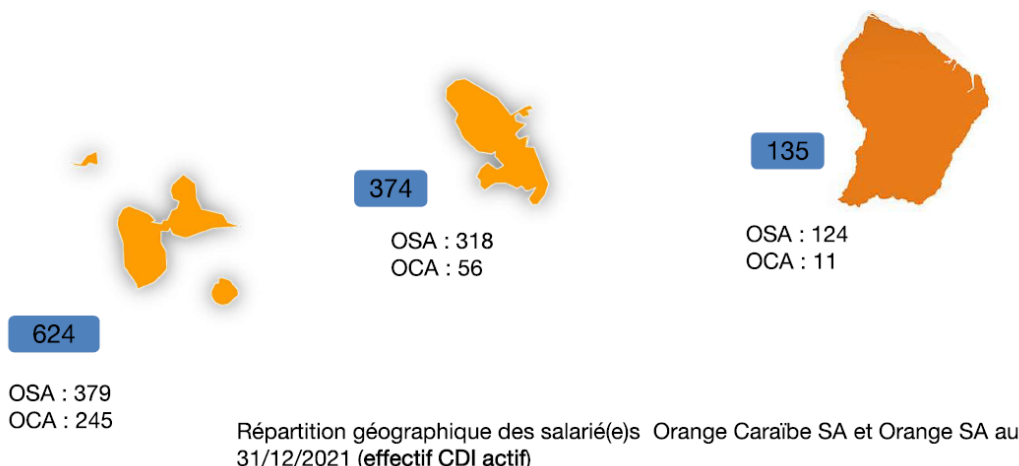 135
374
OSA : 318
OCA : 56
OSA : 124
OCA : 11
624
OSA : 379
OCA : 245
Répartition géographique des salarié(e)s Orange Caraïbe SA et Orange SA au
31/12/2021 (effectif CDI actif)